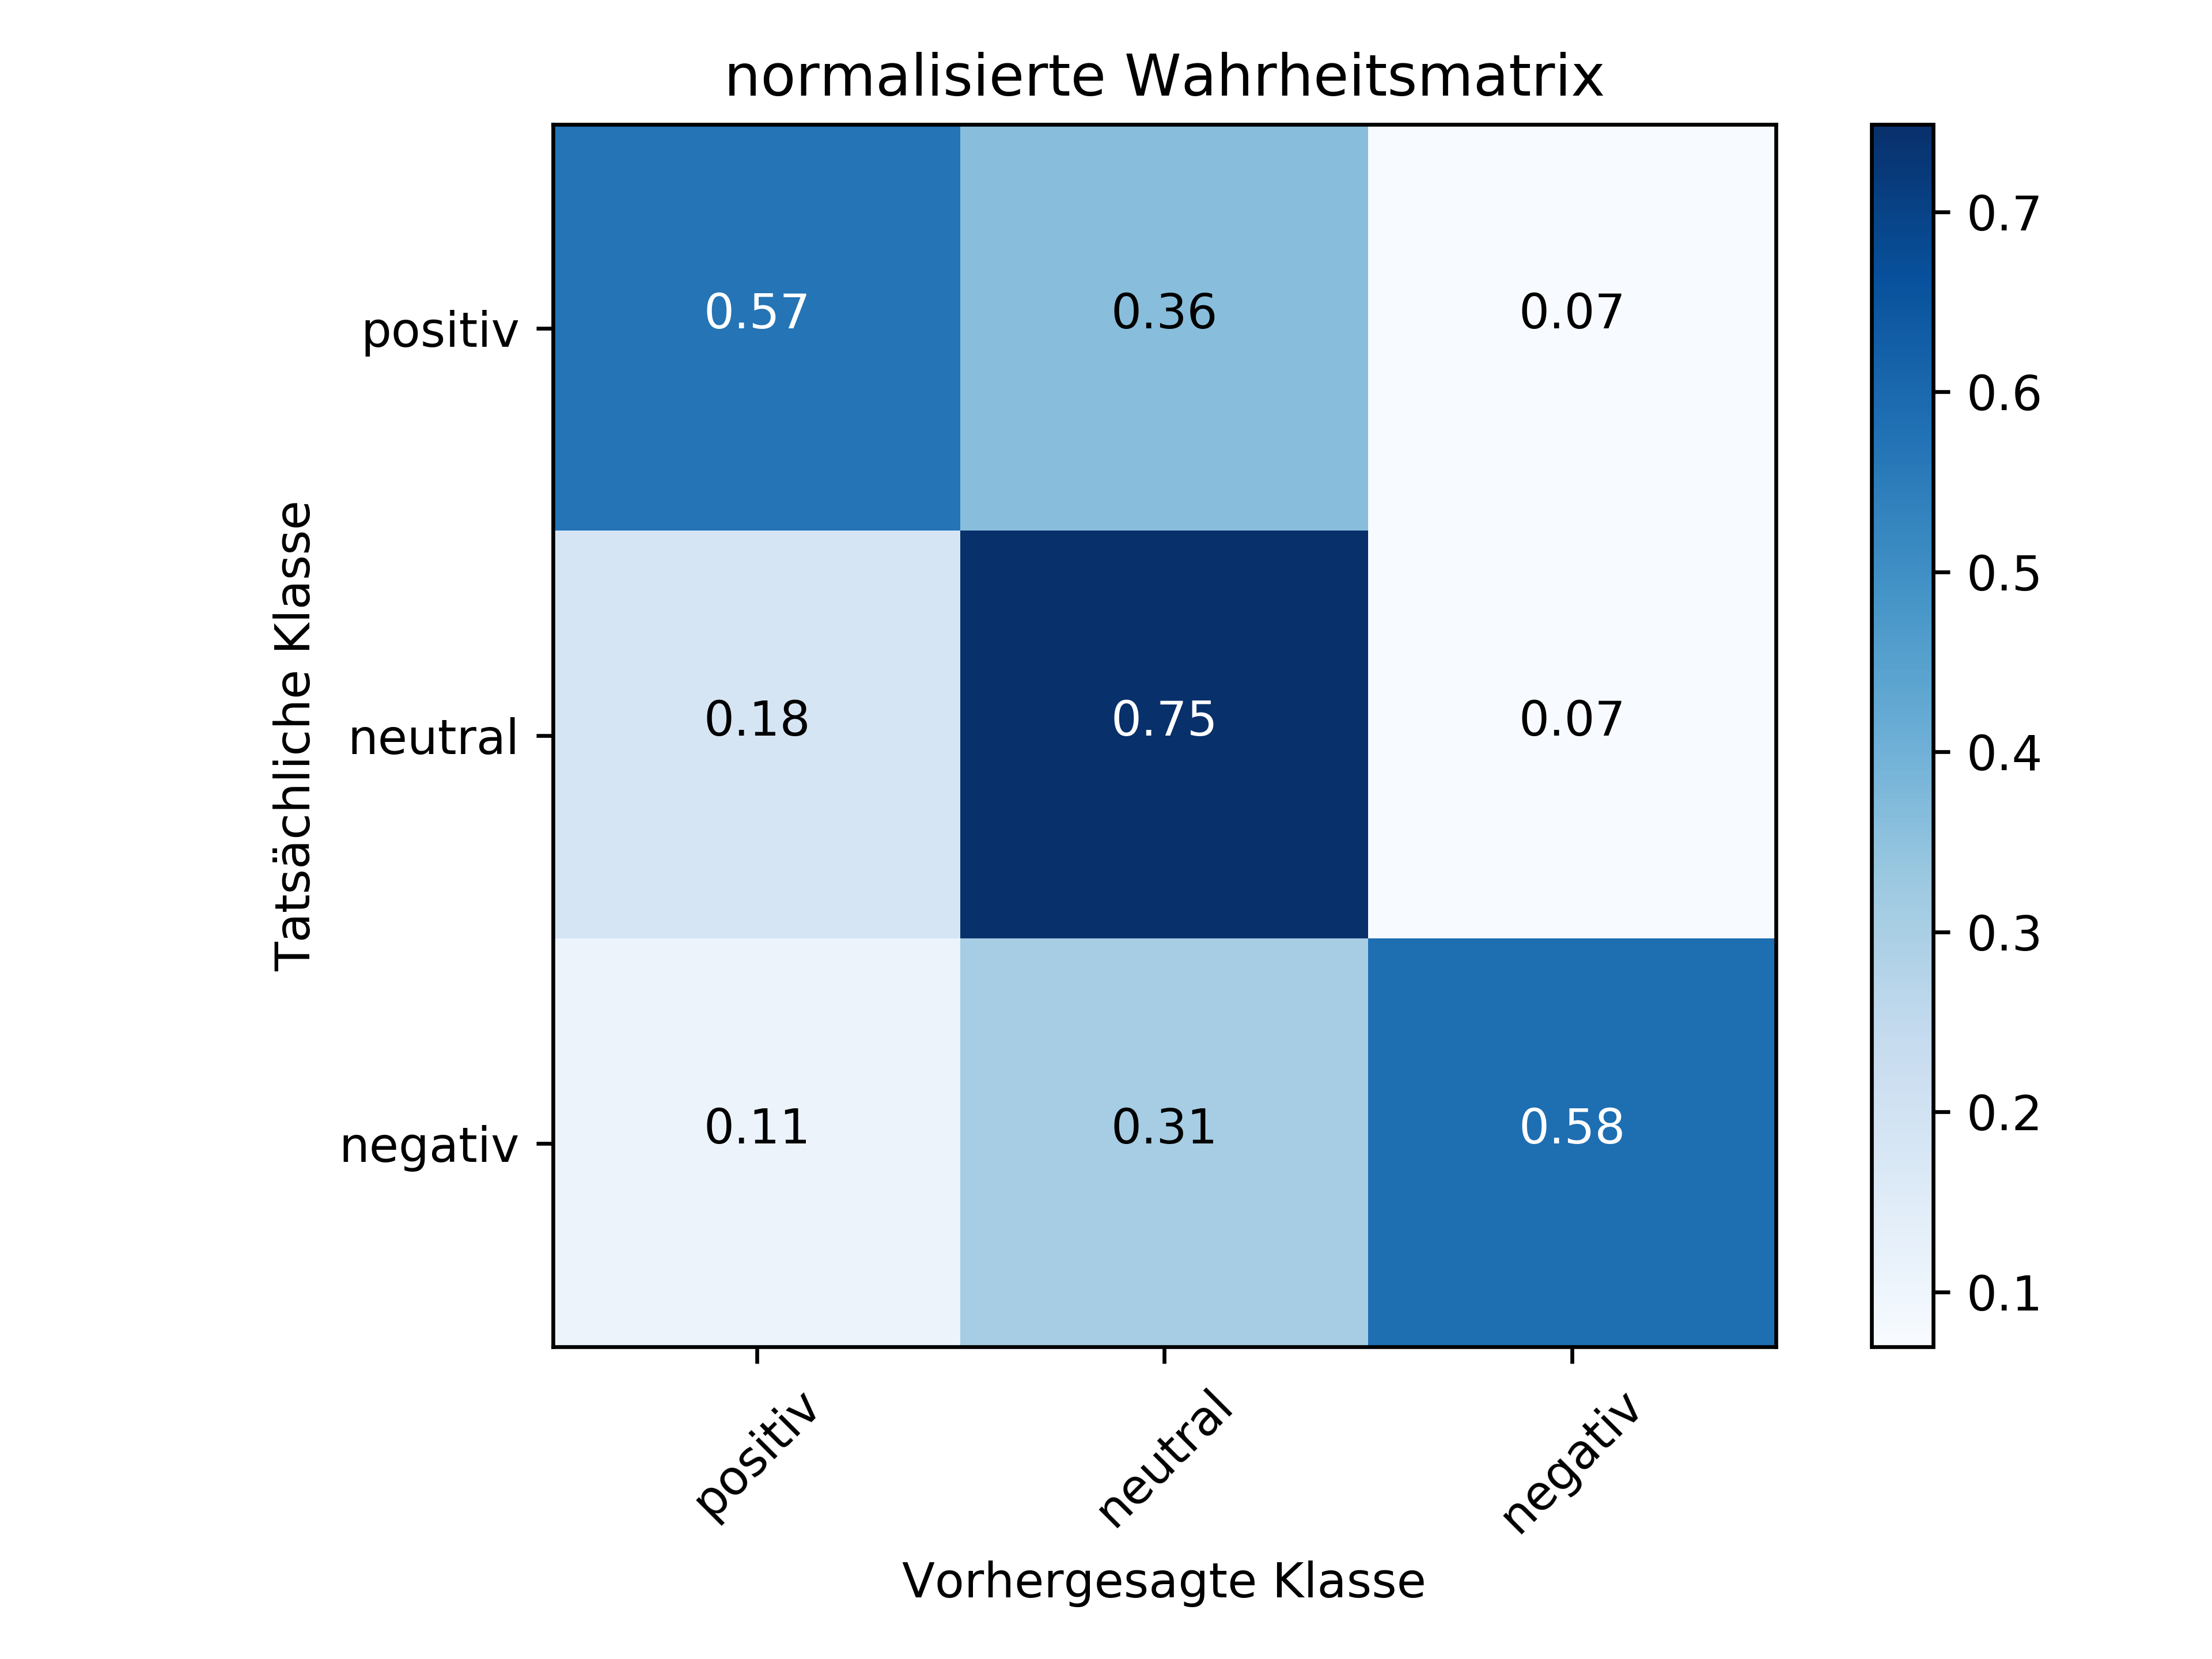 normalisierte Wahrheitsmatrix
Tatsächliche Klasse
positiv
0.57 0.36 0.07
neutral
0.18 0.75 0.07
negativ
0.11 0.31 0.58
positiv neutral negativ
Vorhergesagte Klasse
0.7
0.6
0.5
0.4
0.3
0.2
0.1